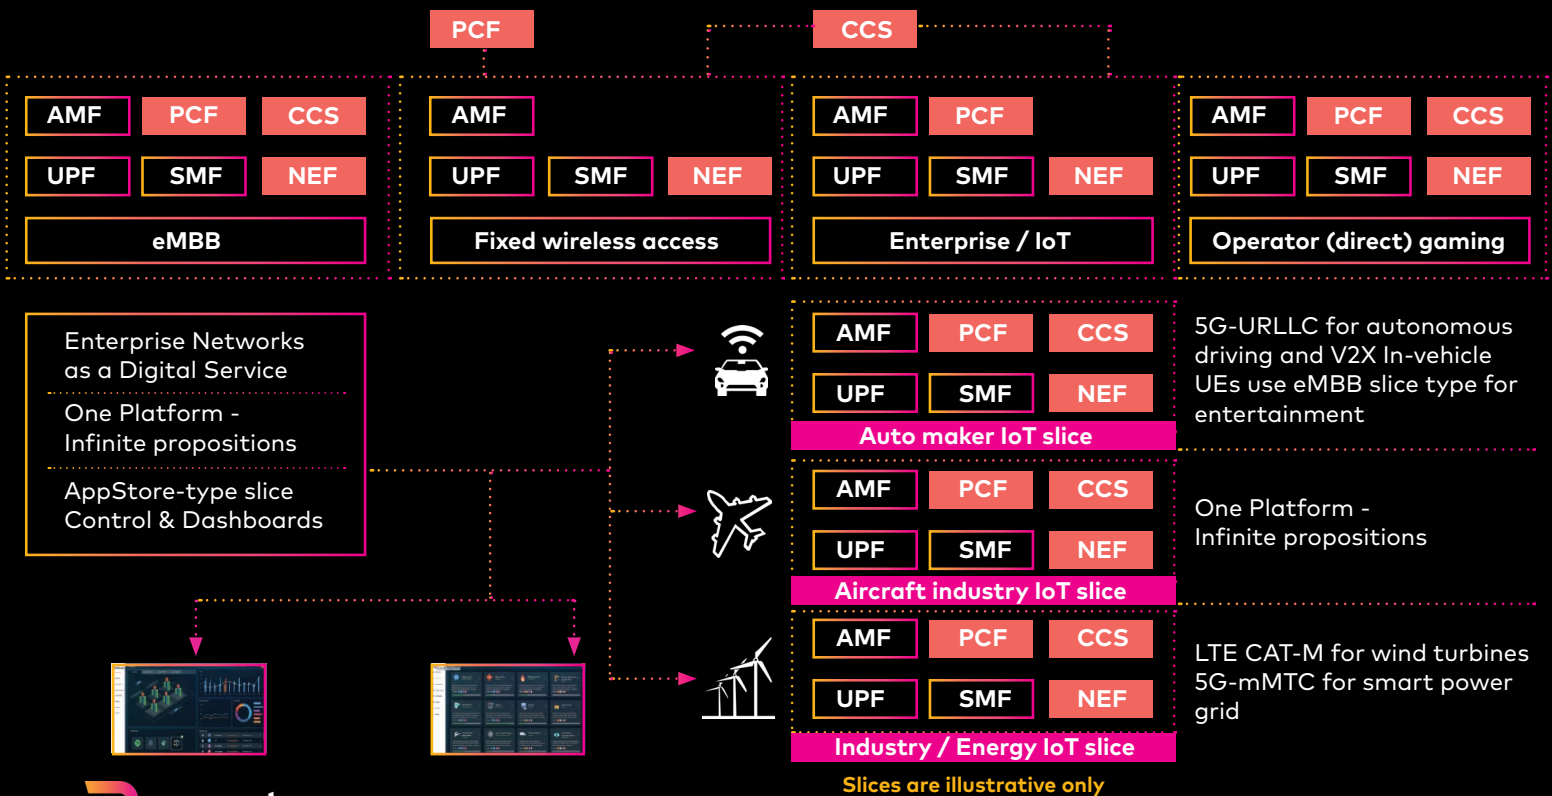 PCF
CCS
AMF PCF CCS
UPF SMF NEF
eMBB
AMF
UPF SMF NEF
Fixed wireless access
AMF PCF
UPF SMF NEF
Enterprise / IoT
AMF PCF CCS
UPF SMF NEF
Operator (direct) gaming
Enterprise Networks
as a Digital Service
One Platform -
Infinite propositions
AppStore-type slice
Control & Dashboards
AMF PCF CCS
UPF SMF NEF
Auto maker IoT slice
5G-URLLC for autonomous
driving and V2X In-vehicle
UEs use eMBB slice type for
entertainment
AMF PCF CCS
UPF SMF NEF
Aircraft industry IoT slice
One Platform -
Infinite propositions
AMF PCF CCS
UPF SMF NEF
Industry / Energy IoT slice
LTE CAT-M for wind turbines
5G-mMTC for smart power
grid
Slices are illustrative only